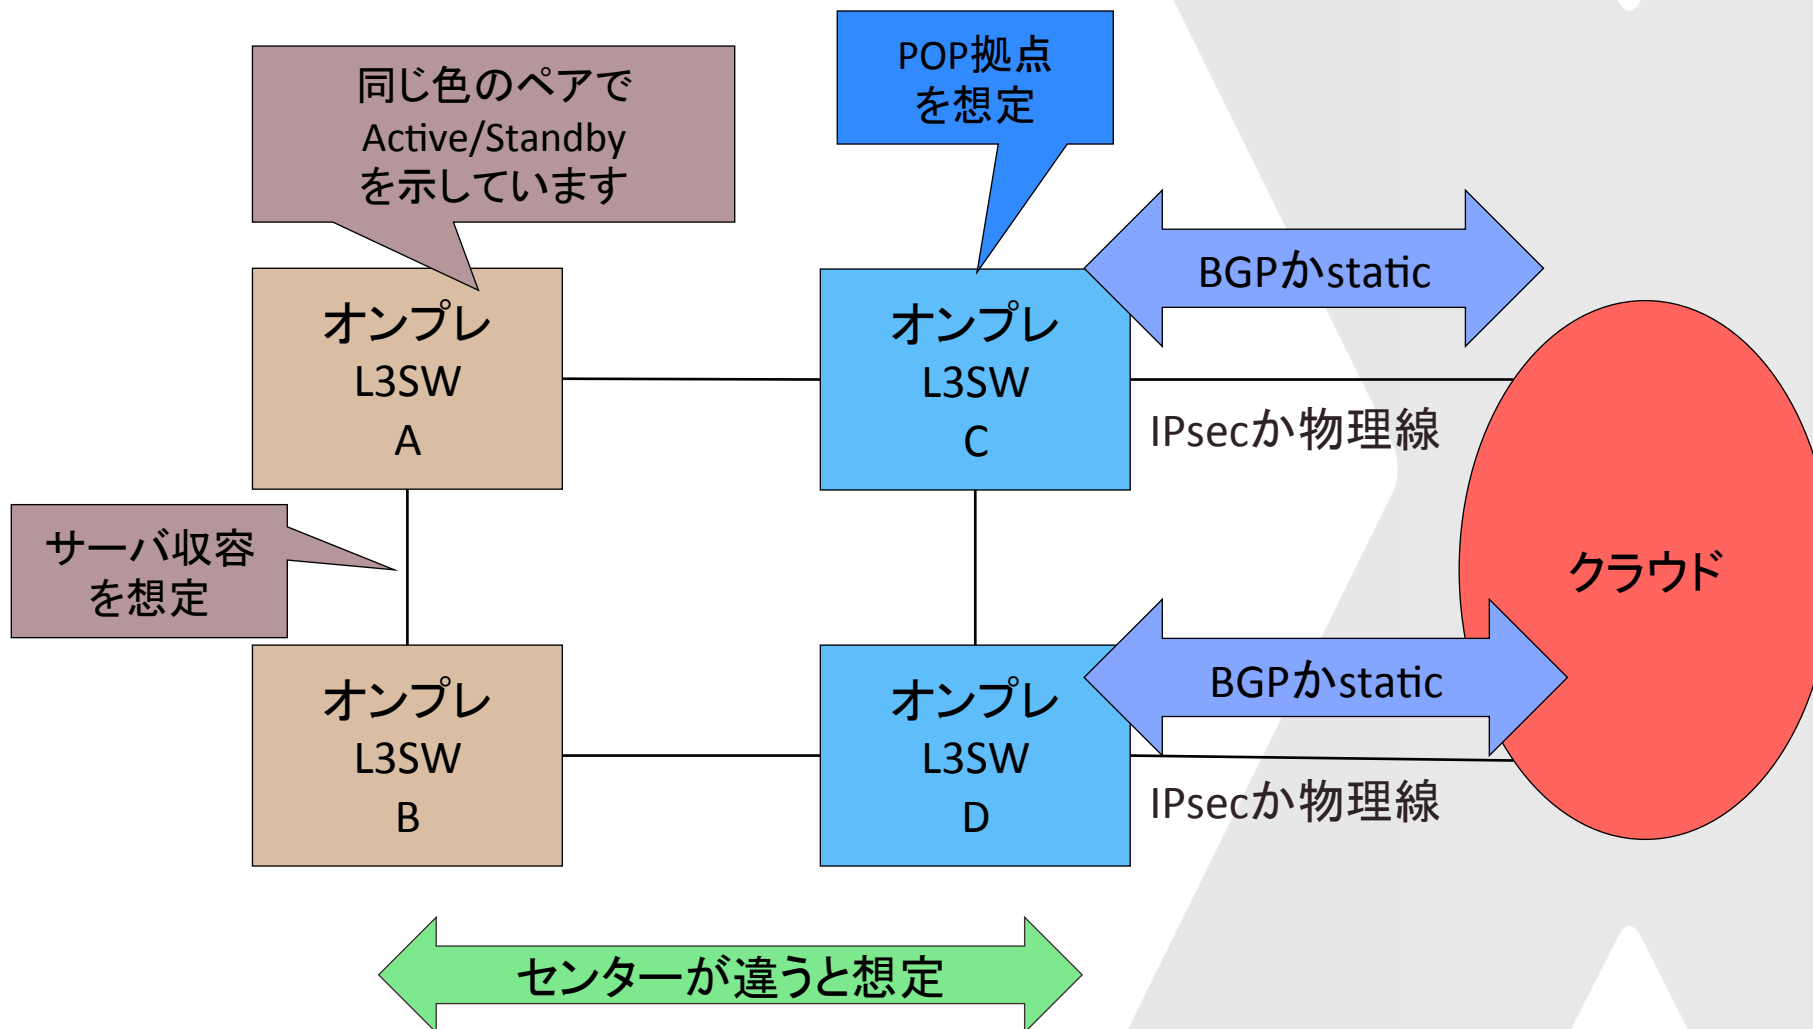 同じ色のペアで
Active/Standby
を示しています
POP拠点
を想定
BGPかstatic
オンプレ
L3SW
A
オンプレ
L3SW
C
IPsecか物理線
サーバ収容
を想定
クラウド
BGPかstatic
オンプレ
L3SW
B
オンプレ
L3SW
D
IPsecか物理線
センターが違うと想定